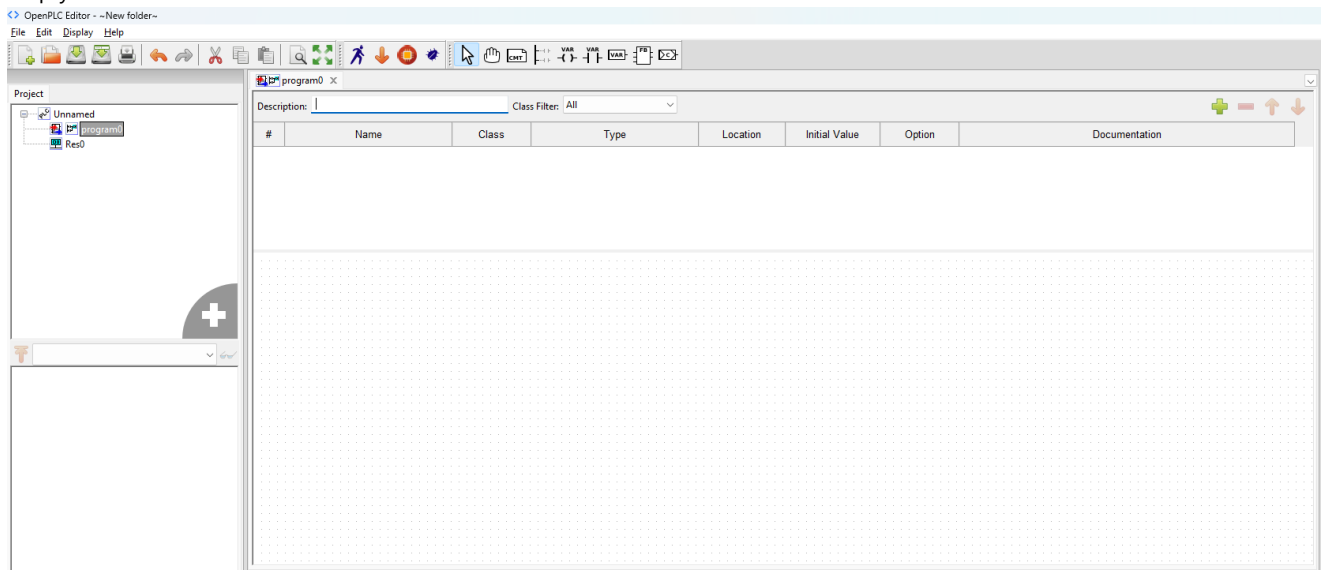 OpenPLC Editor - ~New folder~
File Edit Display Help
CMT VAR VAR VAR FB >C
program0 X
Project
Description: Class Filter: All
Unnamed
program0
Res0
# Name Class Type Location Initial Value Option Documentation